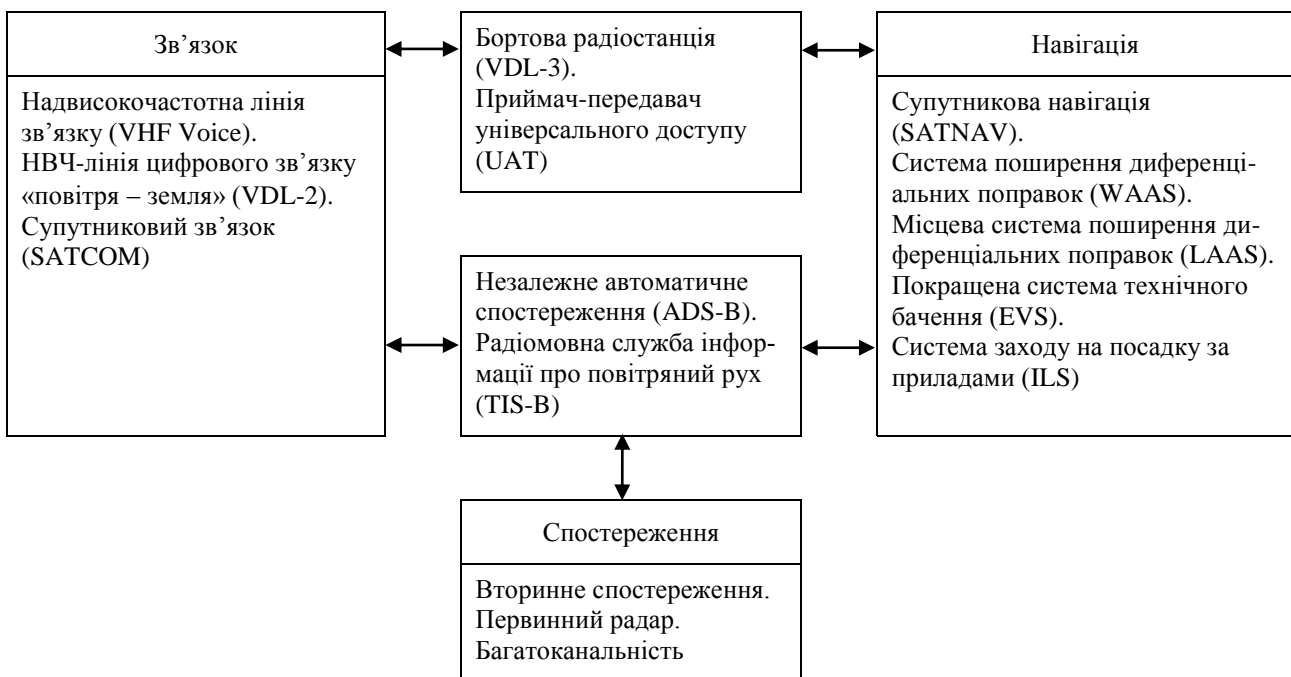 Зв’язок
Надвисокочастотна лінія
зв’язку (VHF Voice).
НВЧ-лінія цифрового зв’язку
«повітря – земля» (VDL-2).
Супутниковий зв’язок
(SATCOM)
Бортова радіостанція
(VDL-3).
Приймач-передавач
універсального доступу
(UAT)
Незалежне автоматичне
спостереження (ADS-B).
Радіомовна служба інфор-
мації про повітряний рух
(TIS-B)
Навігація
Супутникова навігація
(SATNAV).
Система поширення диференці-
альних поправок (WAAS).
Місцева система поширення ди-
ференціальних поправок (LAAS).
Покращена система технічного
бачення (EVS).
Система заходу на посадку за
приладами (ILS)
Спостереження
Вторинне спостереження.
Первинний радар.
Багатоканальність